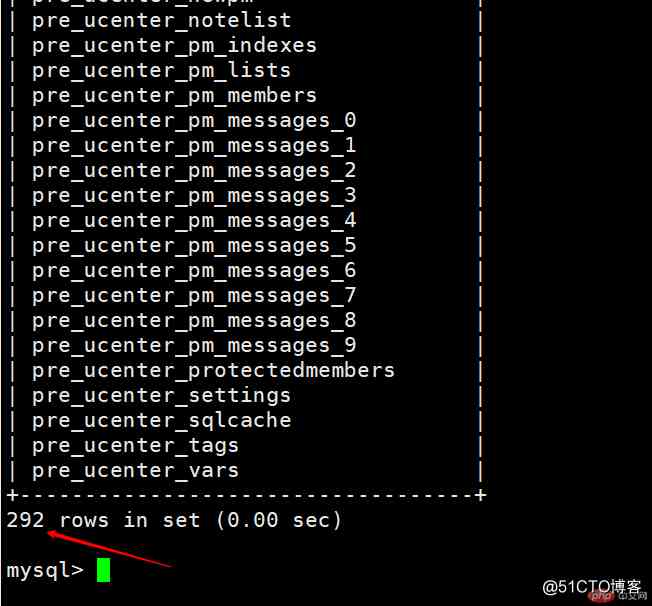 | pre_ucenter_newpm |
| pre_ucenter_notelist |
| pre_ucenter_pm_indexes |
| pre_ucenter_pm_lists |
| pre_ucenter_pm_members |
| pre_ucenter_pm_messages_0 |
| pre_ucenter_pm_messages_1 |
| pre_ucenter_pm_messages_2 |
| pre_ucenter_pm_messages_3 |
| pre_ucenter_pm_messages_4 |
| pre_ucenter_pm_messages_5 |
| pre_ucenter_pm_messages_6 |
| pre_ucenter_pm_messages_7 |
| pre_ucenter_pm_messages_8 |
| pre_ucenter_pm_messages_9 |
| pre_ucenter_protectedmembers |
| pre_ucenter_settings |
| pre_ucenter_sqlcache |
| pre_ucenter_tags |
| pre_ucenter_vars |
+-----------------------------------+
292 rows in set (0.00 sec)
mysql>
@51CTO博客
php 中文网